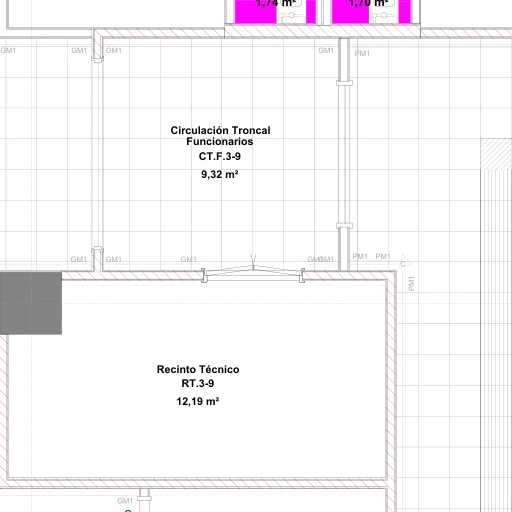 1,74 m²
1,70 m²
GM1
GM1
GM1
GM1
PM1
Circulación Troncal
Funcionarios
CT.F.3-9
9,32 m²
GM1
GM1
GM1
GM1
PM1
PM1
PM1
Recinto Técnico
RT.3-9
12,19 m²
GM1